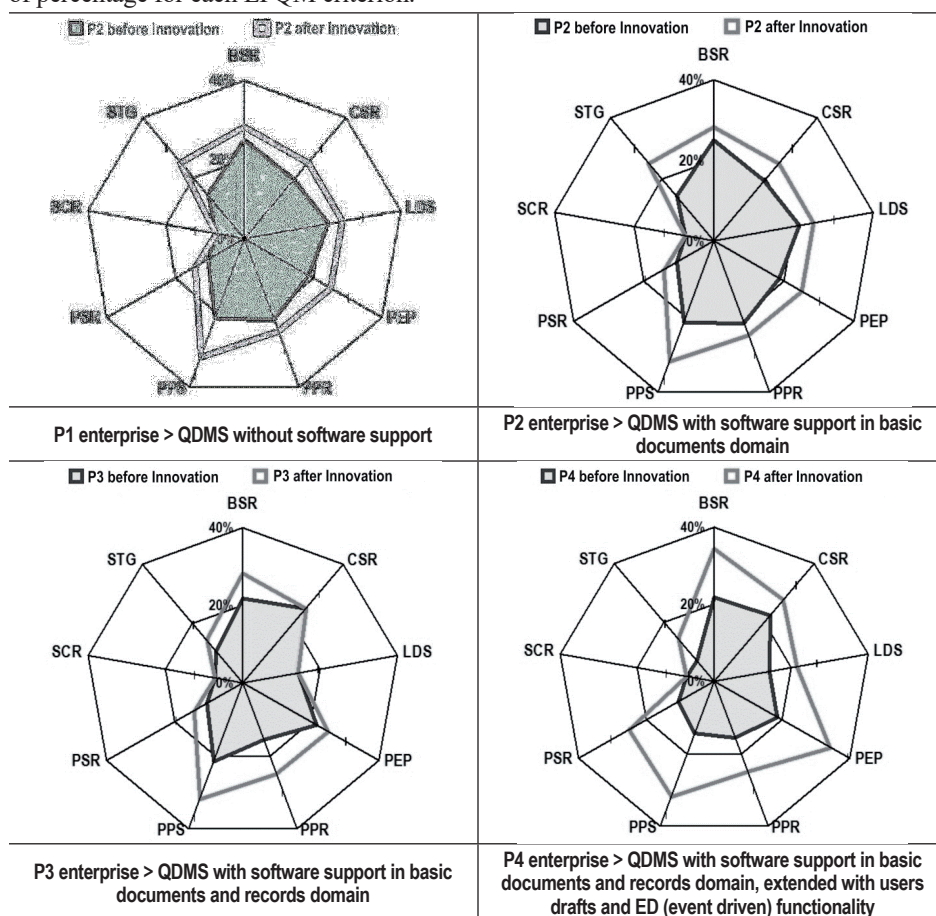 of percentage for each EFQM criterion.
P2 before Innovation P2 after Innovation
BSR
40%
STG CSR
20%
SCR LDS
0%
PSR PEP
PPS PPR
P2 before Innovation P2 after Innovation
BSR
40%
STG CSR
20%
SCR LDS
0%
PSR PEP
PPS PPR
P1 enterprise > QDMS without software support
P2 enterprise > QDMS with software support in basic
documents domain
P3 before Innovation P3 after Innovation
BSR
40%
STG CSR
20%
SCR LDS
0%
PSR PEP
PPS PPR
P4 before Innovation P4 after Innovation
BSR
40%
STG CSR
20%
SCR LDS
0%
PSR PEP
PPS PPR
P3 enterprise > QDMS with software support in basic
documents and records domain
P4 enterprise > QDMS with software support in basic
documents and records domain, extended with users
drafts and ED (event driven) functionality